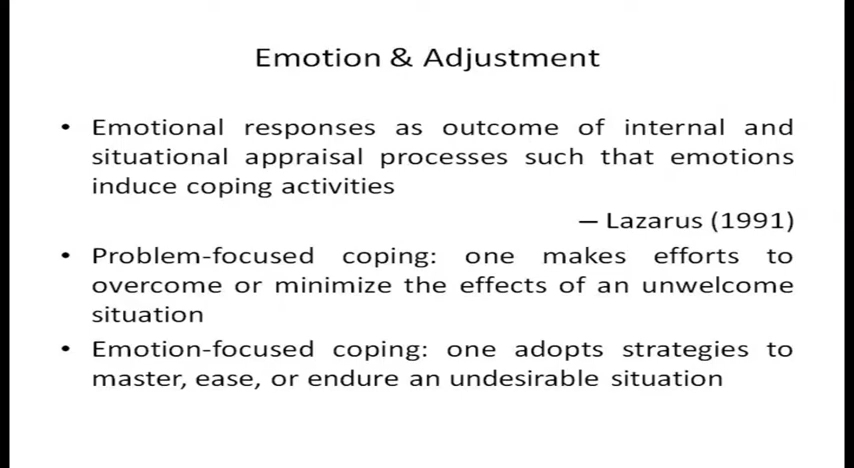 Emotion & Adjustment
• Emotional responses as outcome of internal and
situational appraisal processes such that emotions
induce coping activities
– Lazarus (1991)
• Problem-focused coping: one makes efforts to
overcome or minimize the effects of an unwelcome
situation
• Emotion-focused coping: one adopts strategies to
master, ease, or endure an undesirable situation